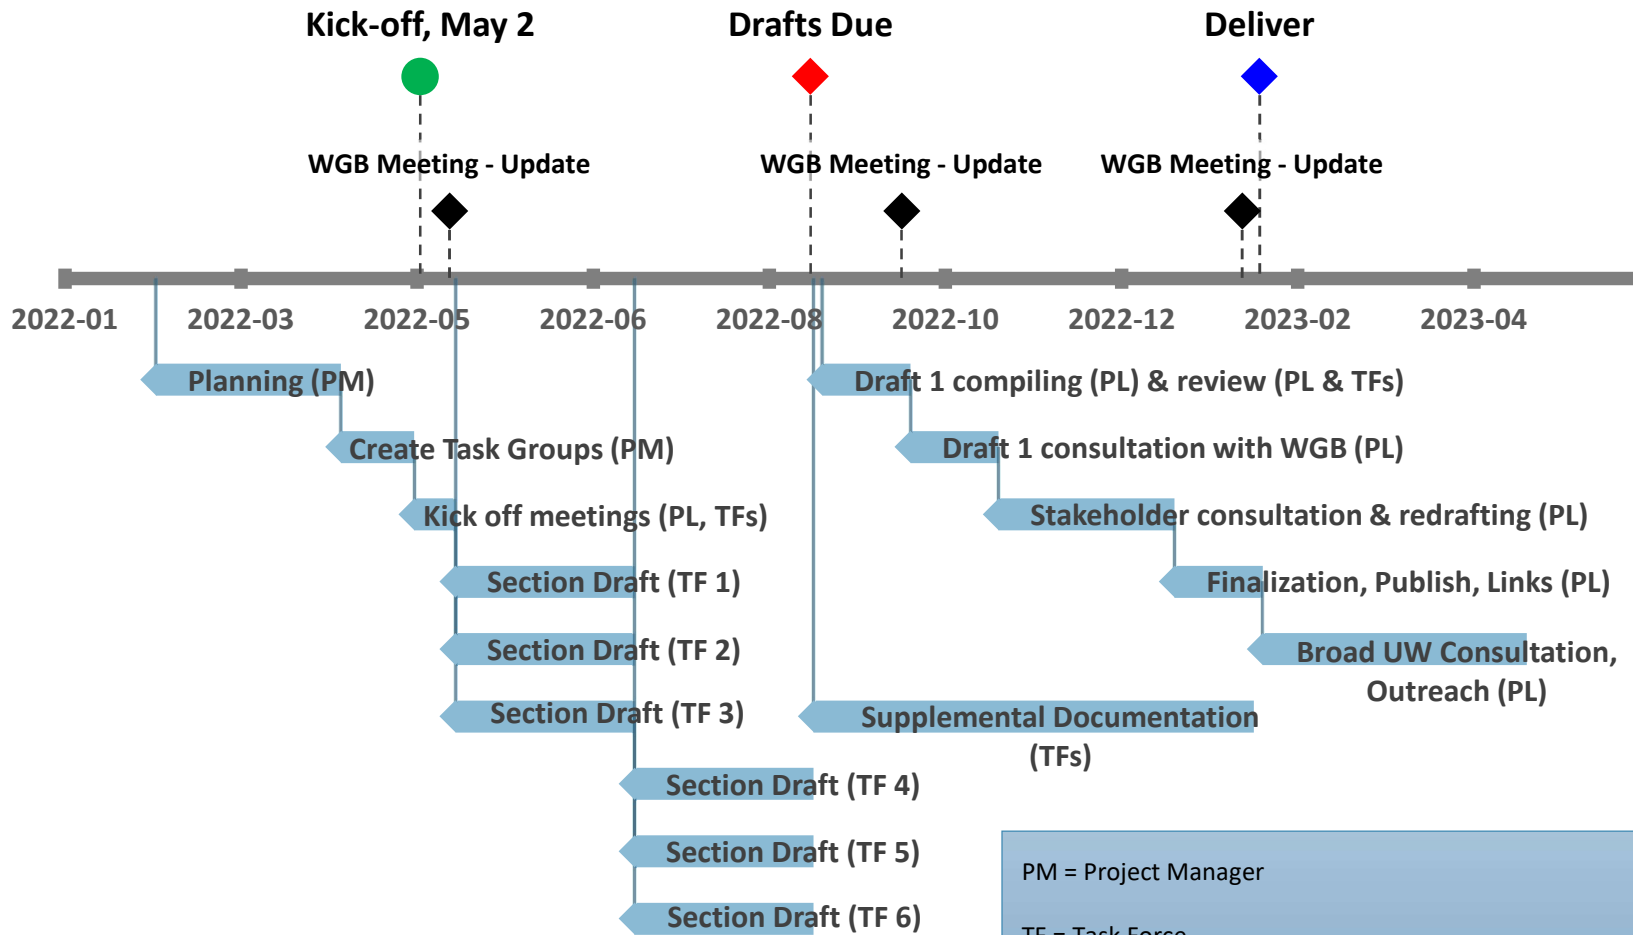 Kick-off, May 2
Drafts Due
Deliver
WGB Meeting - Update
WGB Meeting - Update
WGB Meeting - Update
2022-01
2022-03
2022-05
2022-06
2022-08
2022-10
2022-12
2023-02
2023-04
Planning (PM)
Draft 1 compiling (PL) & review (PL & TFs)
Create Task Groups (PM)
Draft 1 consultation with WGB (PL)
Kick off meetings (PL, TFs)
Stakeholder consultation & redrafting (PL)
Section Draft (TF 1)
Finalization, Publish, Links (PL)
Section Draft (TF 2)
Broad UW Consultation,
Outreach (PL)
Section Draft (TF 3)
Supplemental Documentation
(TFs)
Section Draft (TF 4)
Section Draft (TF 5)
Section Draft (TF 6)
PM = Project Manager
TF = Task Force